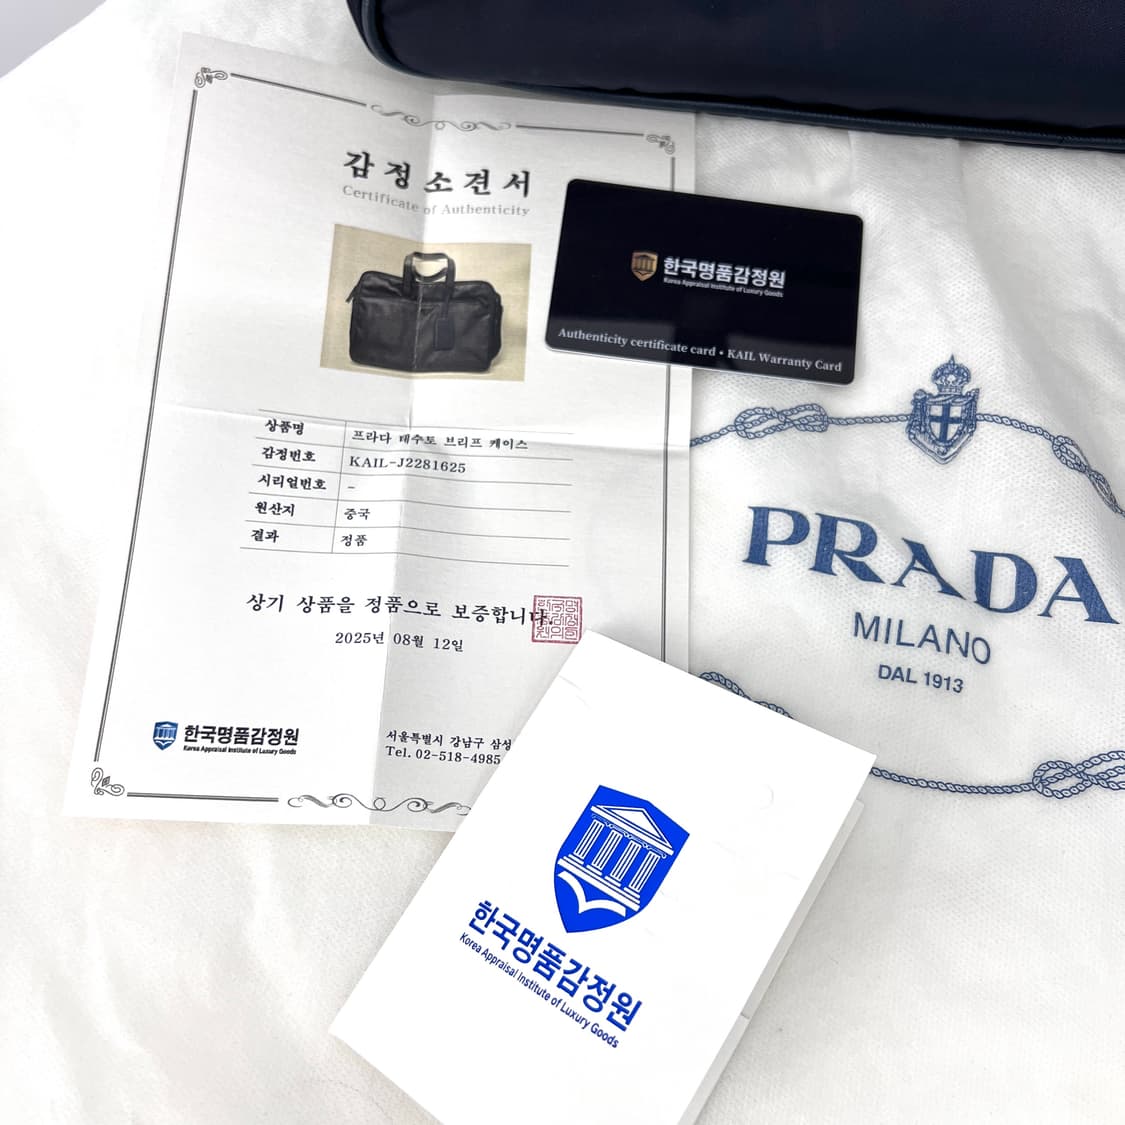 감정소견서
Certificate of Authenticity
상품명 프라다 테수토 브리프 케이스
감정번호 KAIL-J2281625
시리얼번호 -
원산지 중국
결과 정품
상기 상품을 정품으로 보증합니다.
2025년 08월 12일
한국명품감정원
Korea Appraisal Institute of Luxury Goods
서울특별시 강남구 삼성
Tel. 02-518-4985
한국명품감정원
Korea Appraisal Institute of Luxury Goods
Authenticity certificate card • KAIL Warranty Card
PRADA
MILANO
DAL 1913
한국명품감정원
Korea Appraisal Institute of Luxury Goods